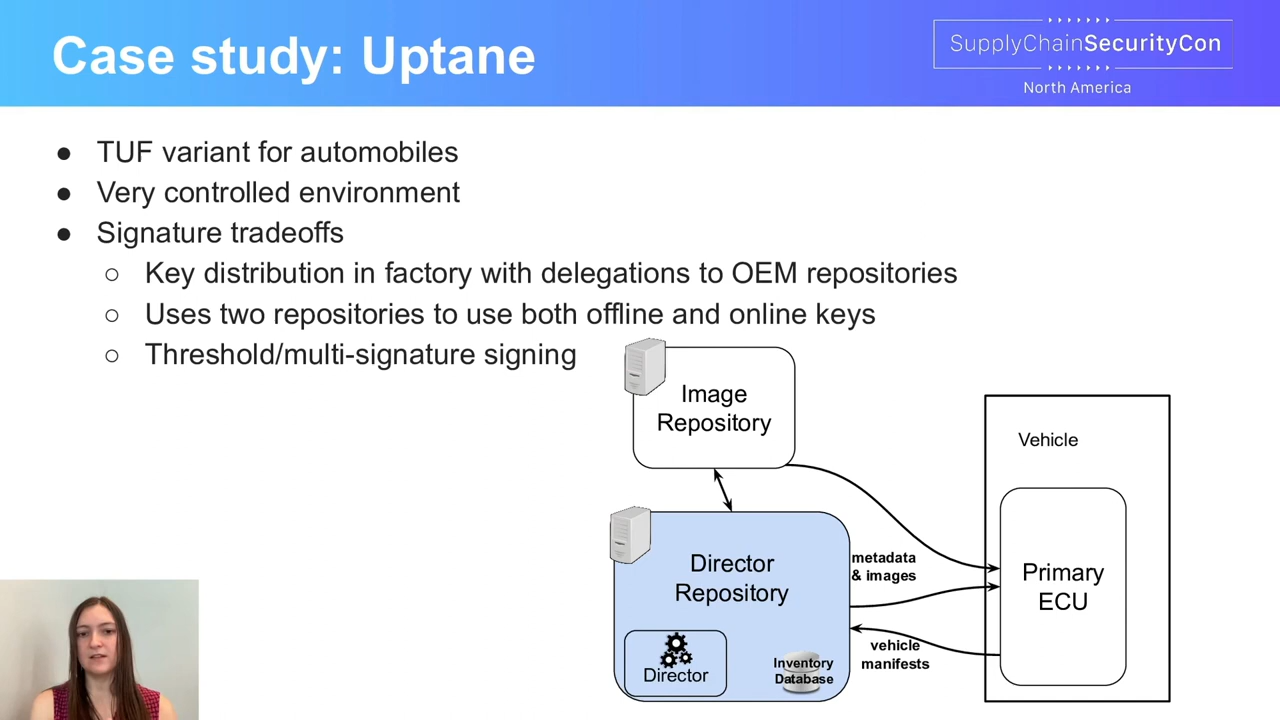 Case study: Uptane
SupplyChainSecurityCon
North America
● TUF variant for automobiles
● Very controlled environment
● Signature tradeoffs
○ Key distribution in factory with delegations to OEM repositories
○ Uses two repositories to use both offline and online keys
○ Threshold/multi-signature signing
Image
Repository
Vehicle
Director
Repository
metadata
& images
Primary
ECU
vehicle
manifests
Director
Inventory
Database